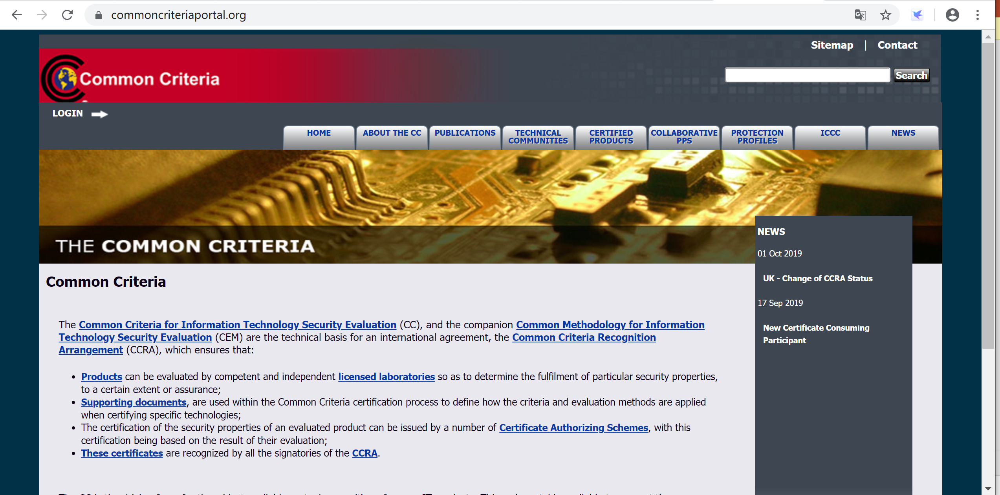 commoncriteriaportal.org
Sitemap | Contact
Common Criteria
Search
LOGIN
HOME
ABOUT THE CC
PUBLICATIONS
TECHNICAL
COMMUNITIES
CERTIFIED
PRODUCTS
COLLABORATIVE
PPS
PROTECTION
PROFILES
ICCC
NEWS
THE COMMON CRITERIA
Common Criteria
The Common Criteria for Information Technology Security Evaluation (CC), and the companion Common Methodology for Information
Technology Security Evaluation (CEM) are the technical basis for an international agreement, the Common Criteria Recognition
Arrangement (CCRA), which ensures that:
• Products can be evaluated by competent and independent licensed laboratories so as to determine the fulfilment of particular security properties,
to a certain extent or assurance;
• Supporting documents, are used within the Common Criteria certification process to define how the criteria and evaluation methods are applied
when certifying specific technologies;
• The certification of the security properties of an evaluated product can be issued by a number of Certificate Authorizing Schemes, with this
certification being based on the result of their evaluation;
• These certificates are recognized by all the signatories of the CCRA.
NEWS
01 Oct 2019
UK - Change of CCRA Status
17 Sep 2019
New Certificate Consuming
Participant